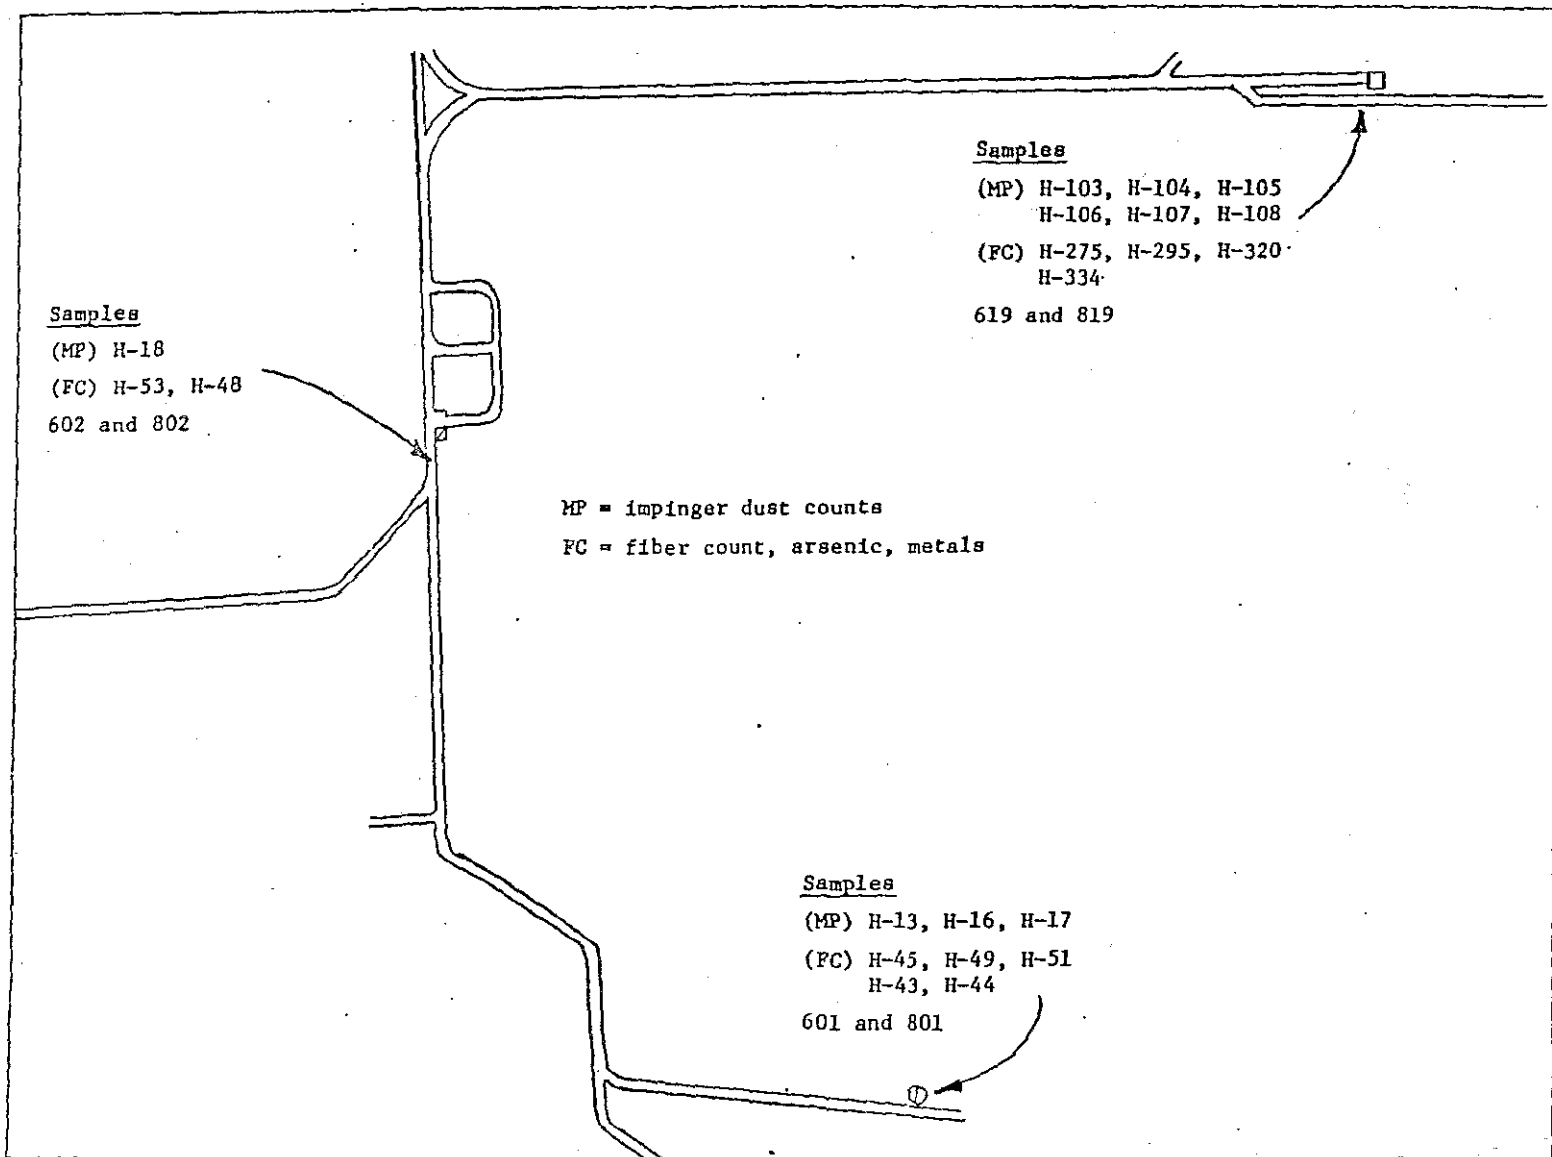 Samples
(MP) H-103, H-104, H-105
H-106, H-107, H-108
(FC) H-275, H-295, H-320
H-334
619 and 819
Samples
(MP) H-18
(FC) H-53, H-48
602 and 802
MP = impinger dust counts
FC = fiber count, arsenic, metals
Samples
(MP) H-13, H-16, H-17
(FC) H-45, H-49, H-51
H-43, H-44
601 and 801